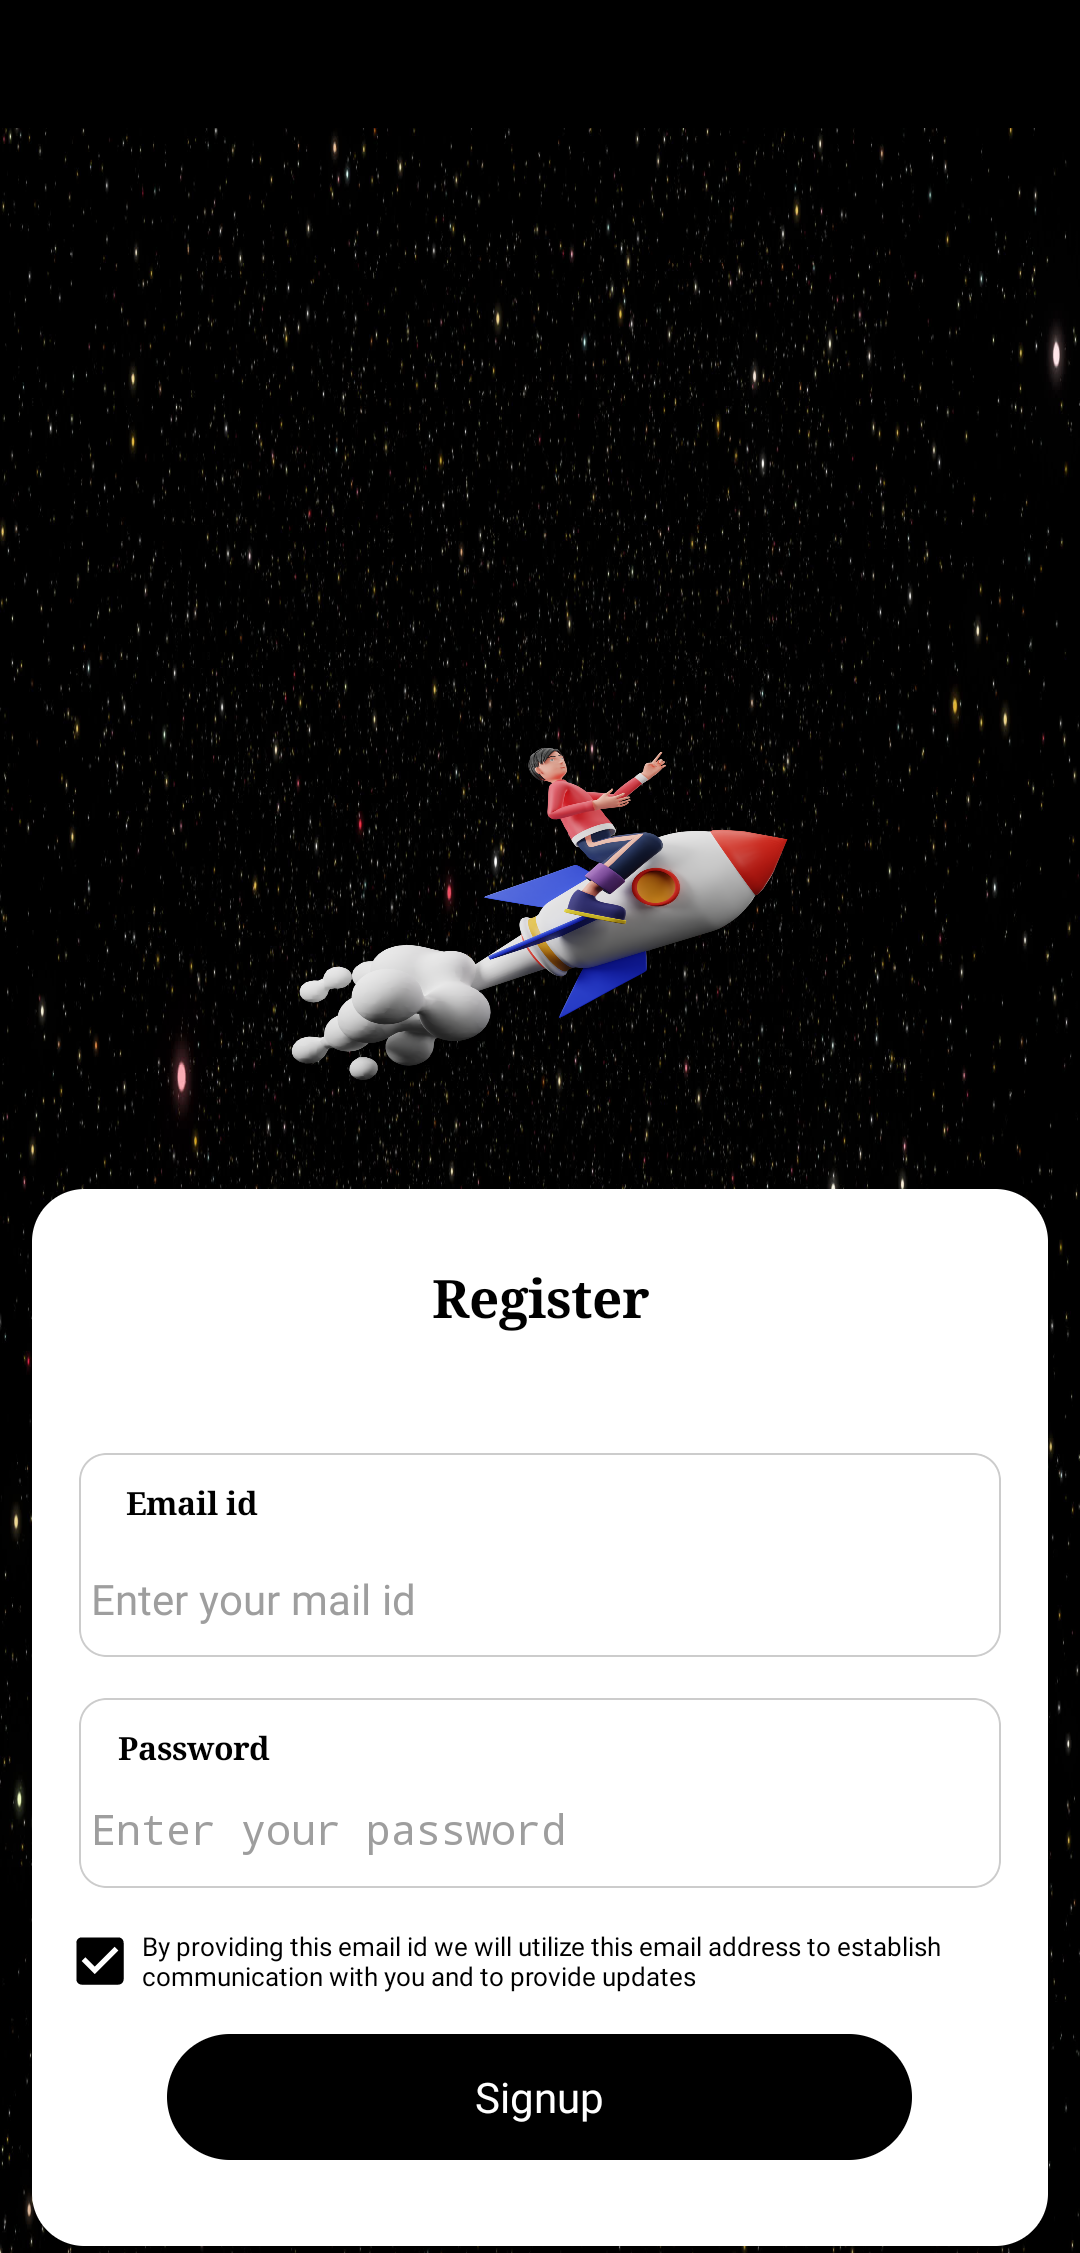 Register
Email id
Enter your mail id
Password
Enter your password
By providing this email id we will utilize this email address to establish
communication with you and to provide updates
Signup